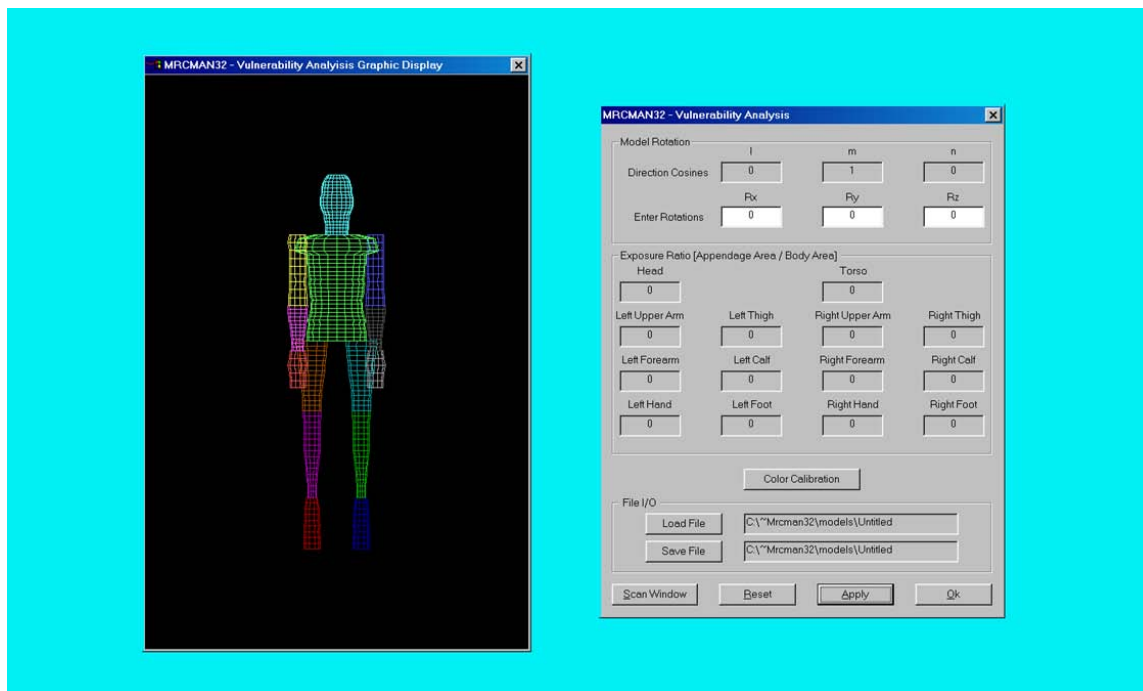 MRCMAN32 - Vulnerability Analyisis Graphic Display
MRCMAN32 - Vulnerability Analysis
Model Rotation
l m n
Direction Cosines 0 1 0
Rx Ry Rz
Enter Rotations 0 0 0
Exposure Ratio [Appendage Area / Body Area]
Head Torso
0 0
Left Upper Arm Left Thigh Right Upper Arm Right Thigh
0 0 0 0
Left Forearm Left Calf Right Forearm Right Calf
0 0 0 0
Left Hand Left Foot Right Hand Right Foot
0 0 0 0
Color Calibration
File I/O
Load File C:\~Mrcman32\models\Untitled
Save File C:\~Mrcman32\models\Untitled
Scan Window Reset Apply Ok